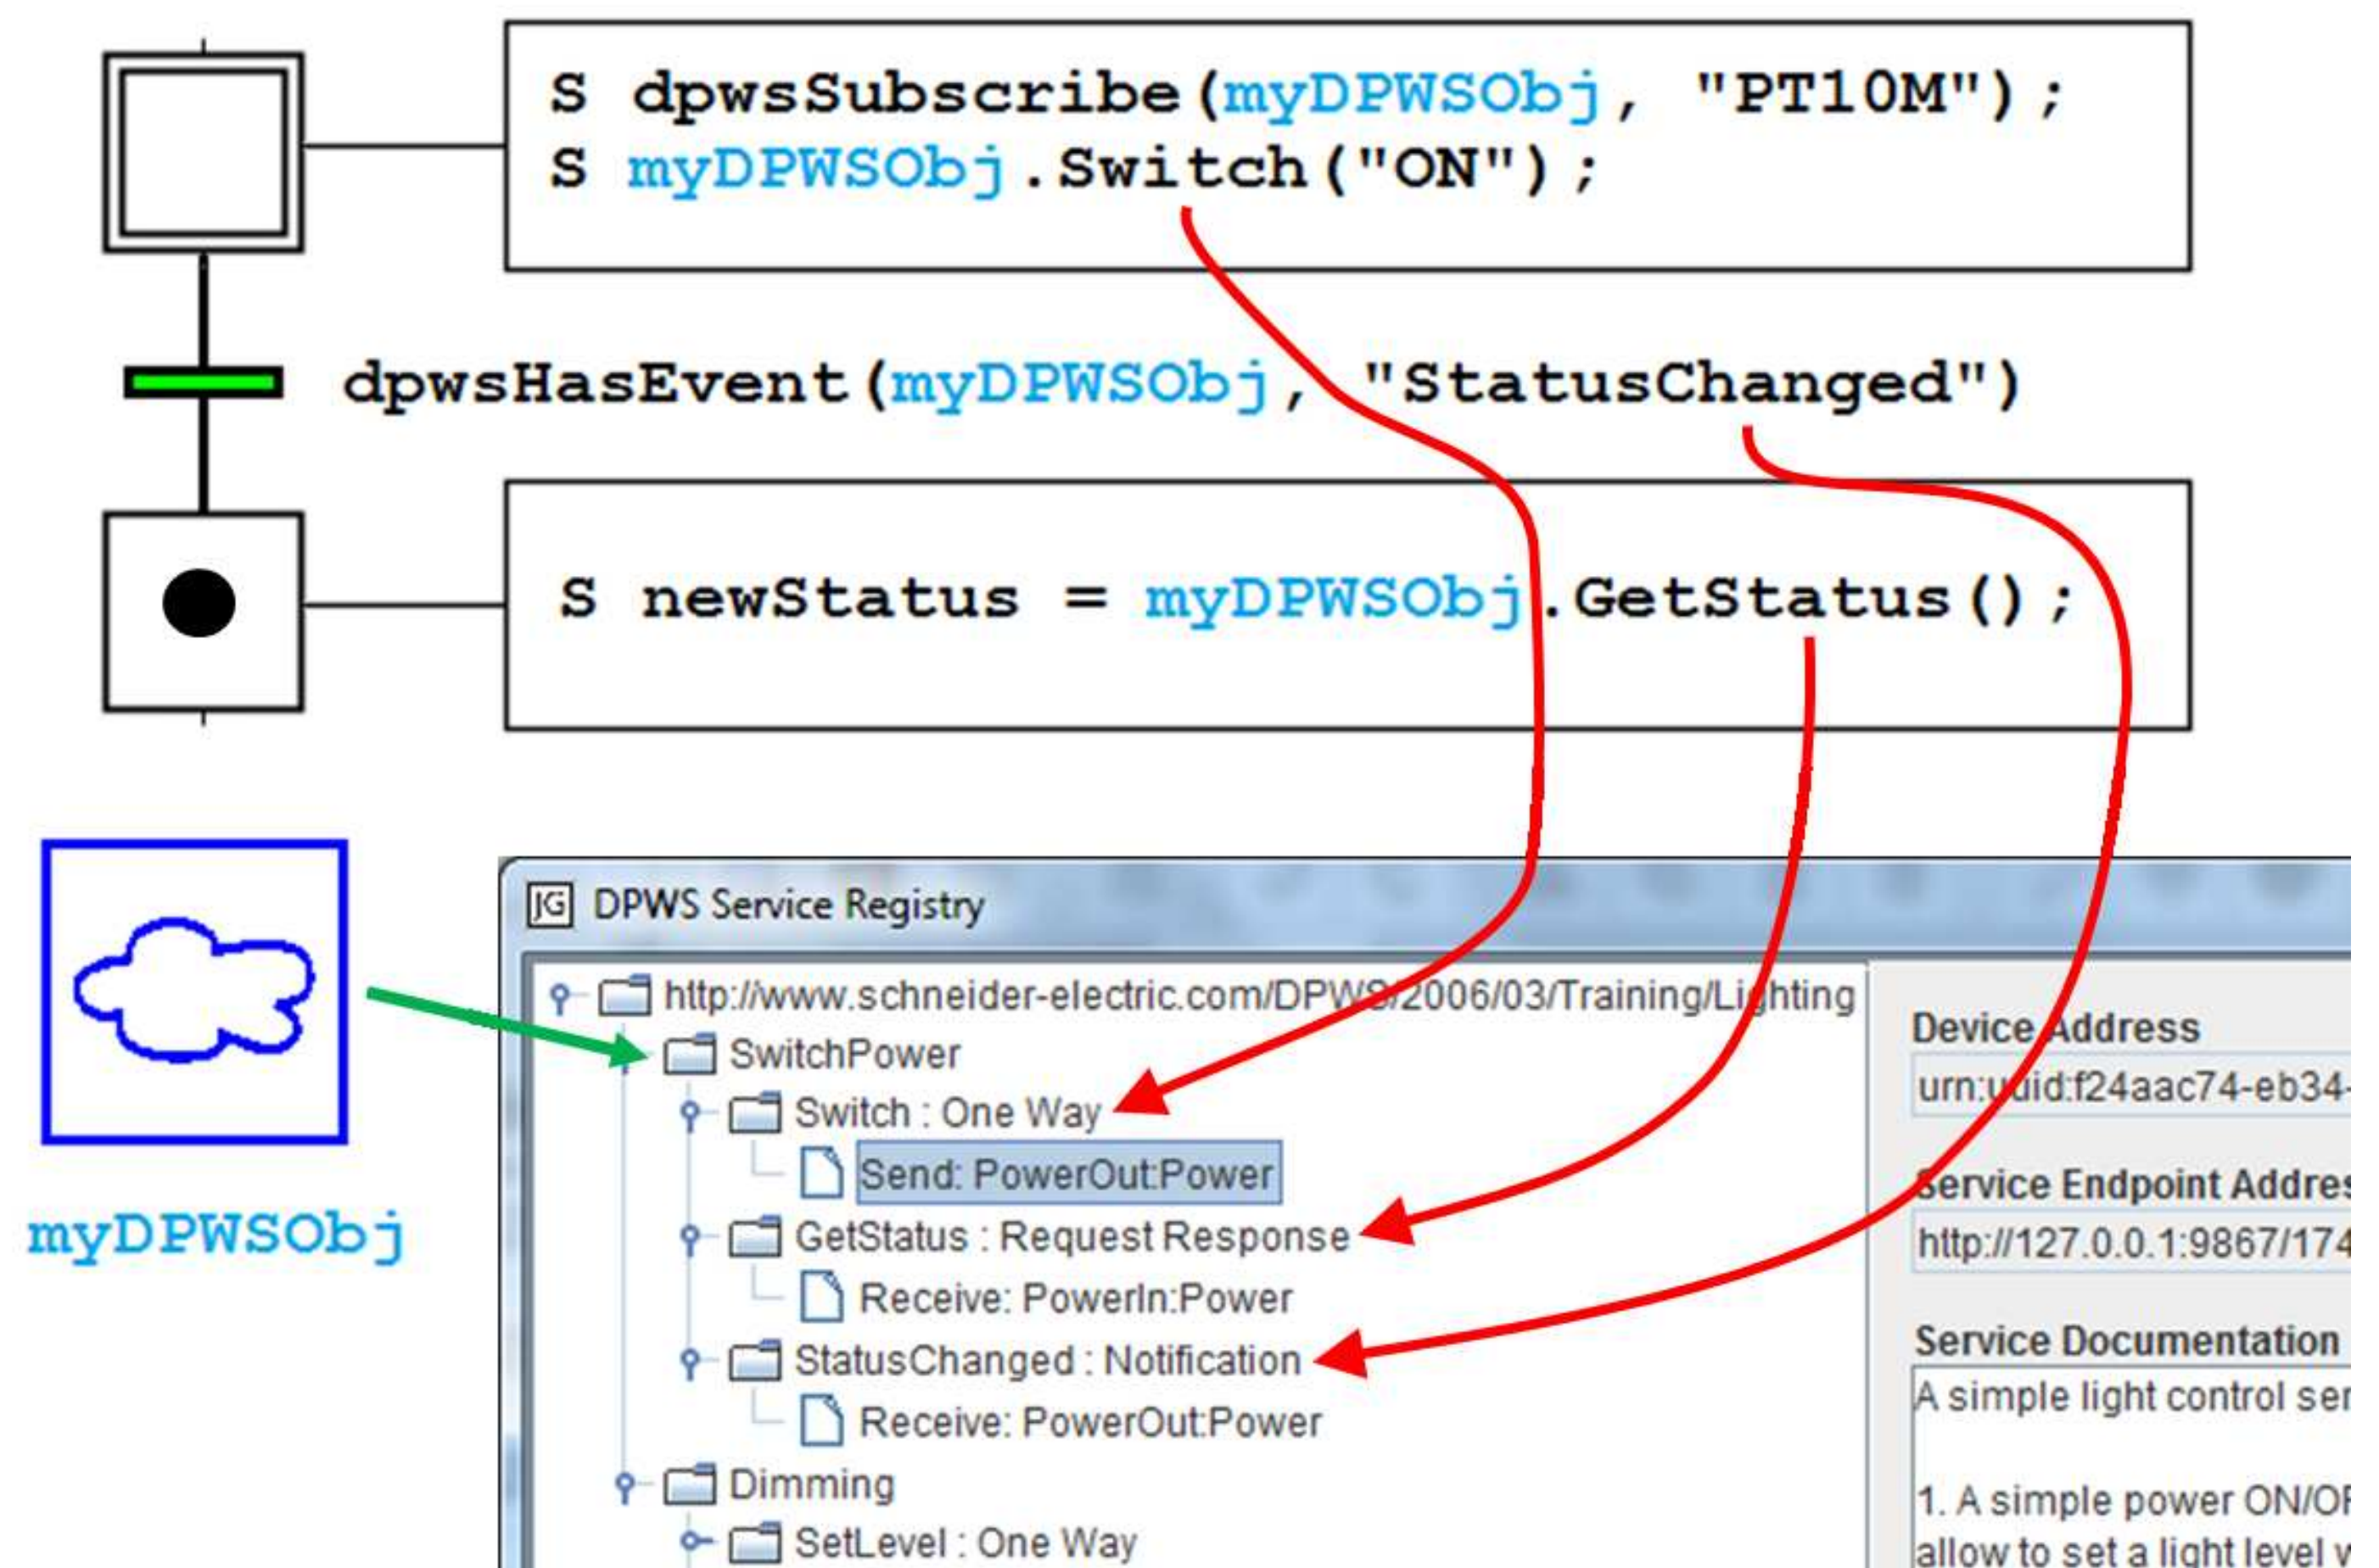 S dpwsSubscribe(myDPWSObj, "PT10M");
S myDPWSObj.Switch("ON");
dpwsHasEvent(myDPWSObj, "StatusChanged")
S newStatus = myDPWSObj.GetStatus();
myDPWSObj
JG DPWS Service Registry
http://www.schneider-electric.com/DPWS/2006/03/Training/Lighting
SwitchPower
Switch : One Way
Send: PowerOut:Power
GetStatus : Request Response
Receive: PowerIn:Power
StatusChanged : Notification
Receive: PowerOut:Power
Dimming
SetLevel : One Way
Device Address
urn:uuid:f24aac74-eb34-
Service Endpoint Addres
http://127.0.0.1:9867/174
Service Documentation
A simple light control ser
1. A simple power ON/OF
allow to set a light level w